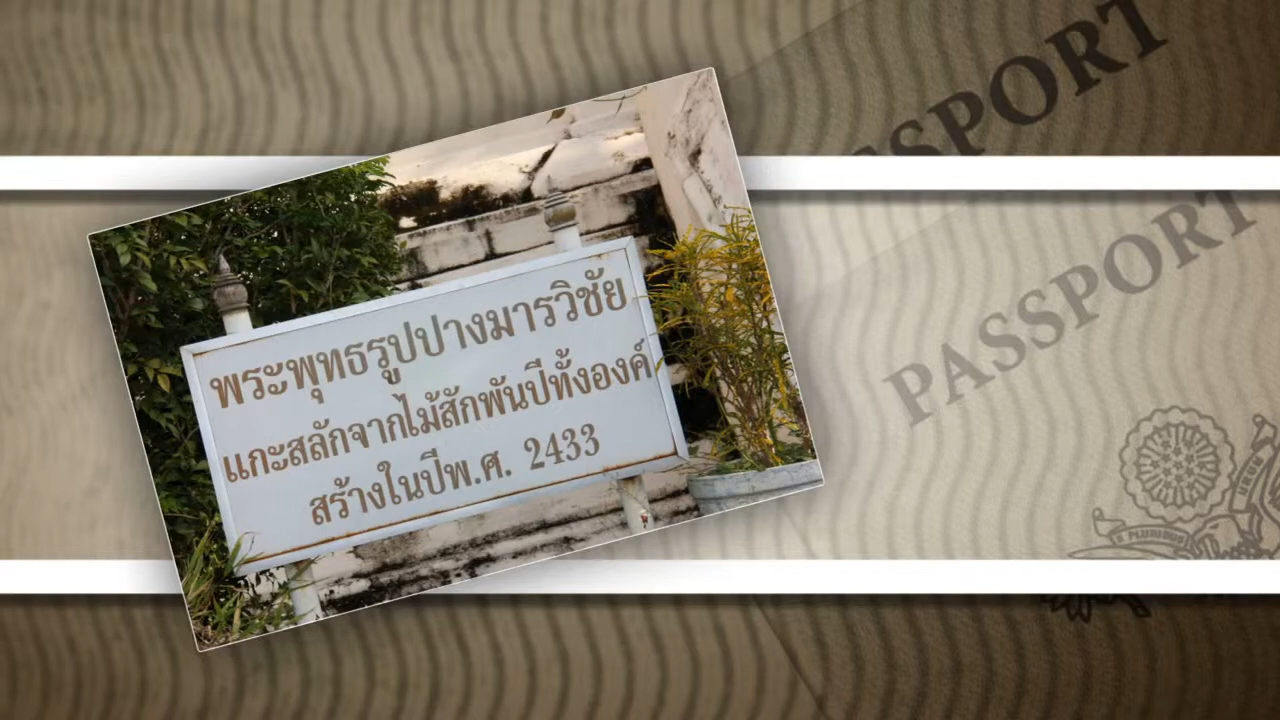 SSPORT
PASSPORT
พระพุทธรูปปางมารวิชัย
แกะสลักจากไม้สักพันปีทั้งองค์
สร้างในปีพ.ศ. 2433